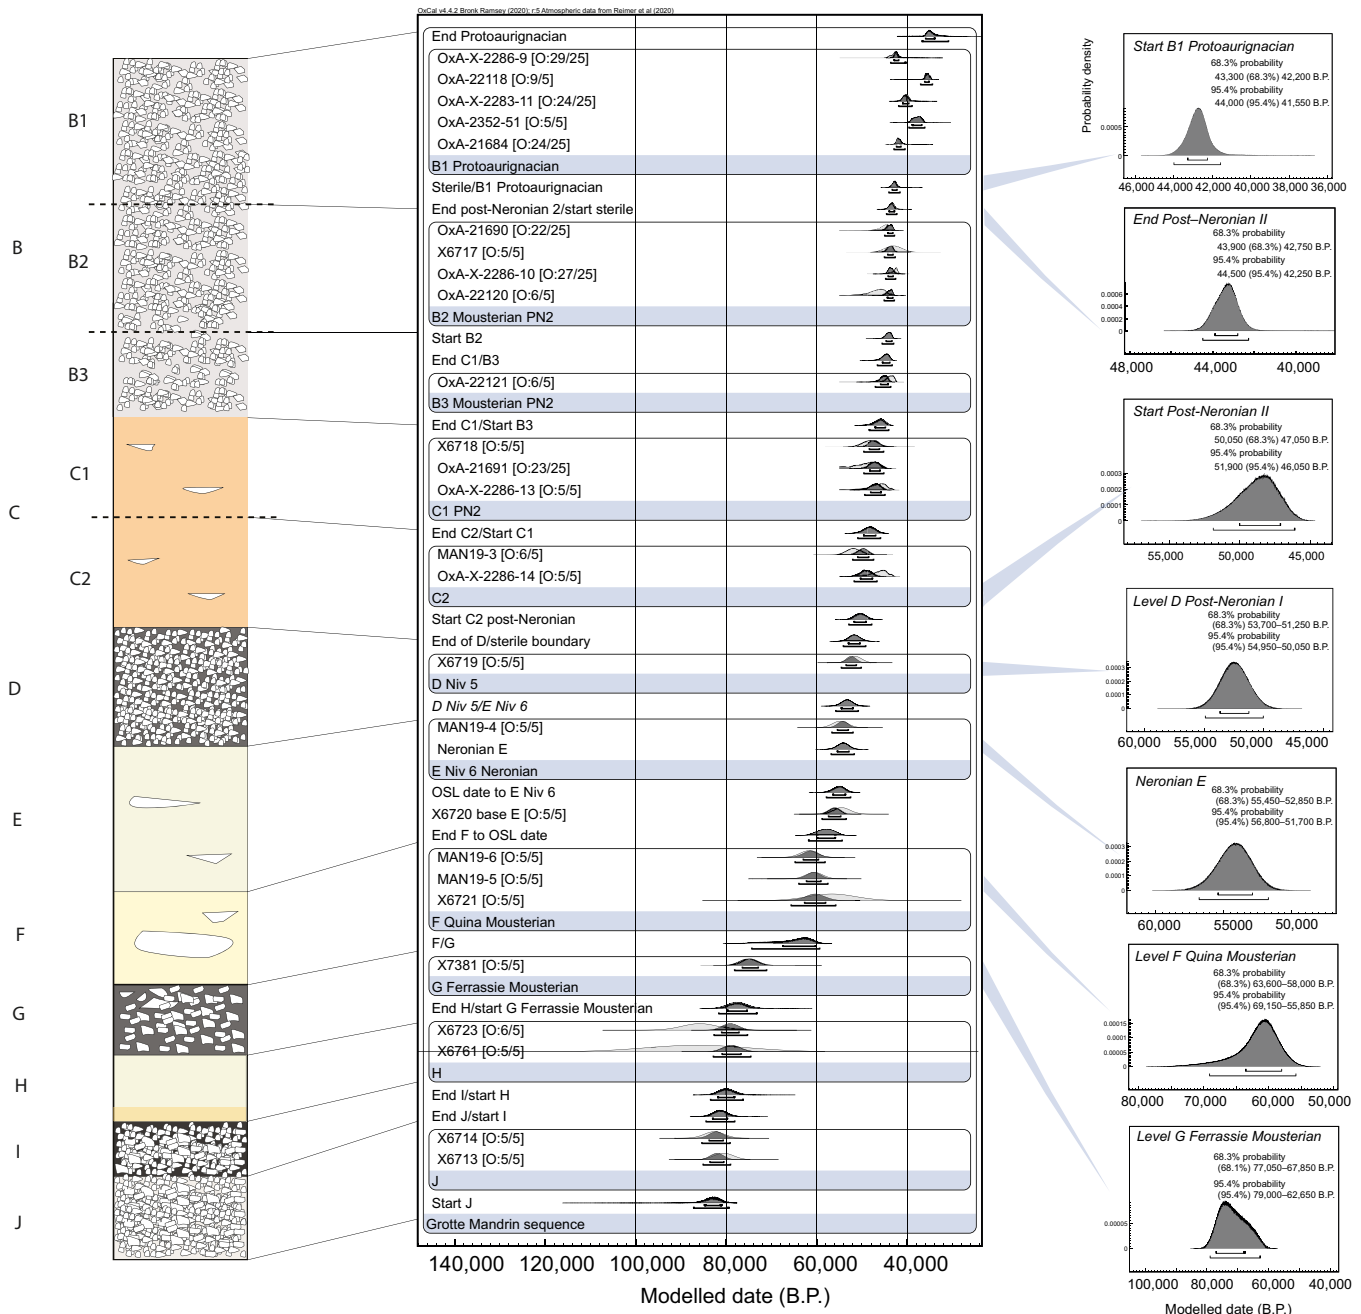 OxCal v4.4.2 Bronk Ramsey (2020); r:5 Atmospheric data from Reimer et al (2020)
B1
B
B2
B3
C1
C
C2
D
E
F
G
H
I
J
End Protoaurignacian
OxA-X-2286-9 [O:29/25]
OxA-22118 [O:9/5]
OxA-X-2283-11 [O:24/25]
OxA-2352-51 [O:5/5]
OxA-21684 [O:24/25]
B1 Protoaurignacian
Sterile/B1 Protoaurignacian
End post-Neronian 2/start sterile
OxA-21690 [O:22/25]
X6717 [O:5/5]
OxA-X-2286-10 [O:27/25]
OxA-22120 [O:6/5]
B2 Mousterian PN2
Start B2
End C1/B3
OxA-22121 [O:6/5]
B3 Mousterian PN2
End C1/Start B3
X6718 [O:5/5]
OxA-21691 [O:23/25]
OxA-X-2286-13 [O:5/5]
C1 PN2
End C2/Start C1
MAN19-3 [O:6/5]
OxA-X-2286-14 [O:5/5]
C2
Start C2 post-Neronian
End of D/sterile boundary
X6719 [O:5/5]
D Niv 5
D Niv 5/E Niv 6
MAN19-4 [O:5/5]
Neronian E
E Niv 6 Neronian
OSL date to E Niv 6
X6720 base E [O:5/5]
End F to OSL date
MAN19-6 [O:5/5]
MAN19-5 [O:5/5]
X6721 [O:5/5]
F Quina Mousterian
F/G
X7381 [O:5/5]
G Ferrassie Mousterian
End H/start G Ferrassie Mousterian
X6723 [O:6/5]
X6761 [O:5/5]
H
End I/start H
End J/start I
X6714 [O:5/5]
X6713 [O:5/5]
J
Start J
Grotte Mandrin sequence
140,000 120,000 100,000 80,000 60,000 40,000
Modelled date (B.P.)
Probability density
Start B1 Protoaurignacian
68.3% probability
43,300 (68.3%) 42,200 B.P.
95.4% probability
44,000 (95.4%) 41,550 B.P.
0.0005
0
46,000 44,000 42,000 40,000 38,000 36,000
End Post–Neronian II
68.3% probability
43,900 (68.3%) 42,750 B.P.
95.4% probability
44,500 (95.4%) 42,250 B.P.
0.0006
0.0004
0.0002
0
48,000 44,000 40,000
Start Post-Neronian II
68.3% probability
50,050 (68.3%) 47,050 B.P.
95.4% probability
51,900 (95.4%) 46,050 B.P.
0.0003
0.0002
0.0001
0
55,000 50,000 45,000
Level D Post-Neronian I
68.3% probability
(68.3%) 53,700–51,250 B.P.
95.4% probability
(95.4%) 54,950–50,050 B.P.
0.0003
0.0002
0.0001
0
60,000 55,000 50,000 45,000
Neronian E
68.3% probability
(68.3%) 55,450–52,850 B.P.
95.4% probability
(95.4%) 56,800–51,700 B.P.
0.0003
0.0002
0.0001
0
60,000 55,000 50,000
Level F Quina Mousterian
68.3% probability
(68.3%) 63,600–58,000 B.P.
95.4% probability
(95.4%) 69,150–55,850 B.P.
0.00015
0.0001
0.00005
0
80,000 70,000 60,000 50,000
Level G Ferrassie Mousterian
68.3% probability
(68.1%) 77,050–67,850 B.P.
95.4% probability
(95.4%) 79,000–62,650 B.P.
0.00005
0
100,000 80,000 60,000 40,000